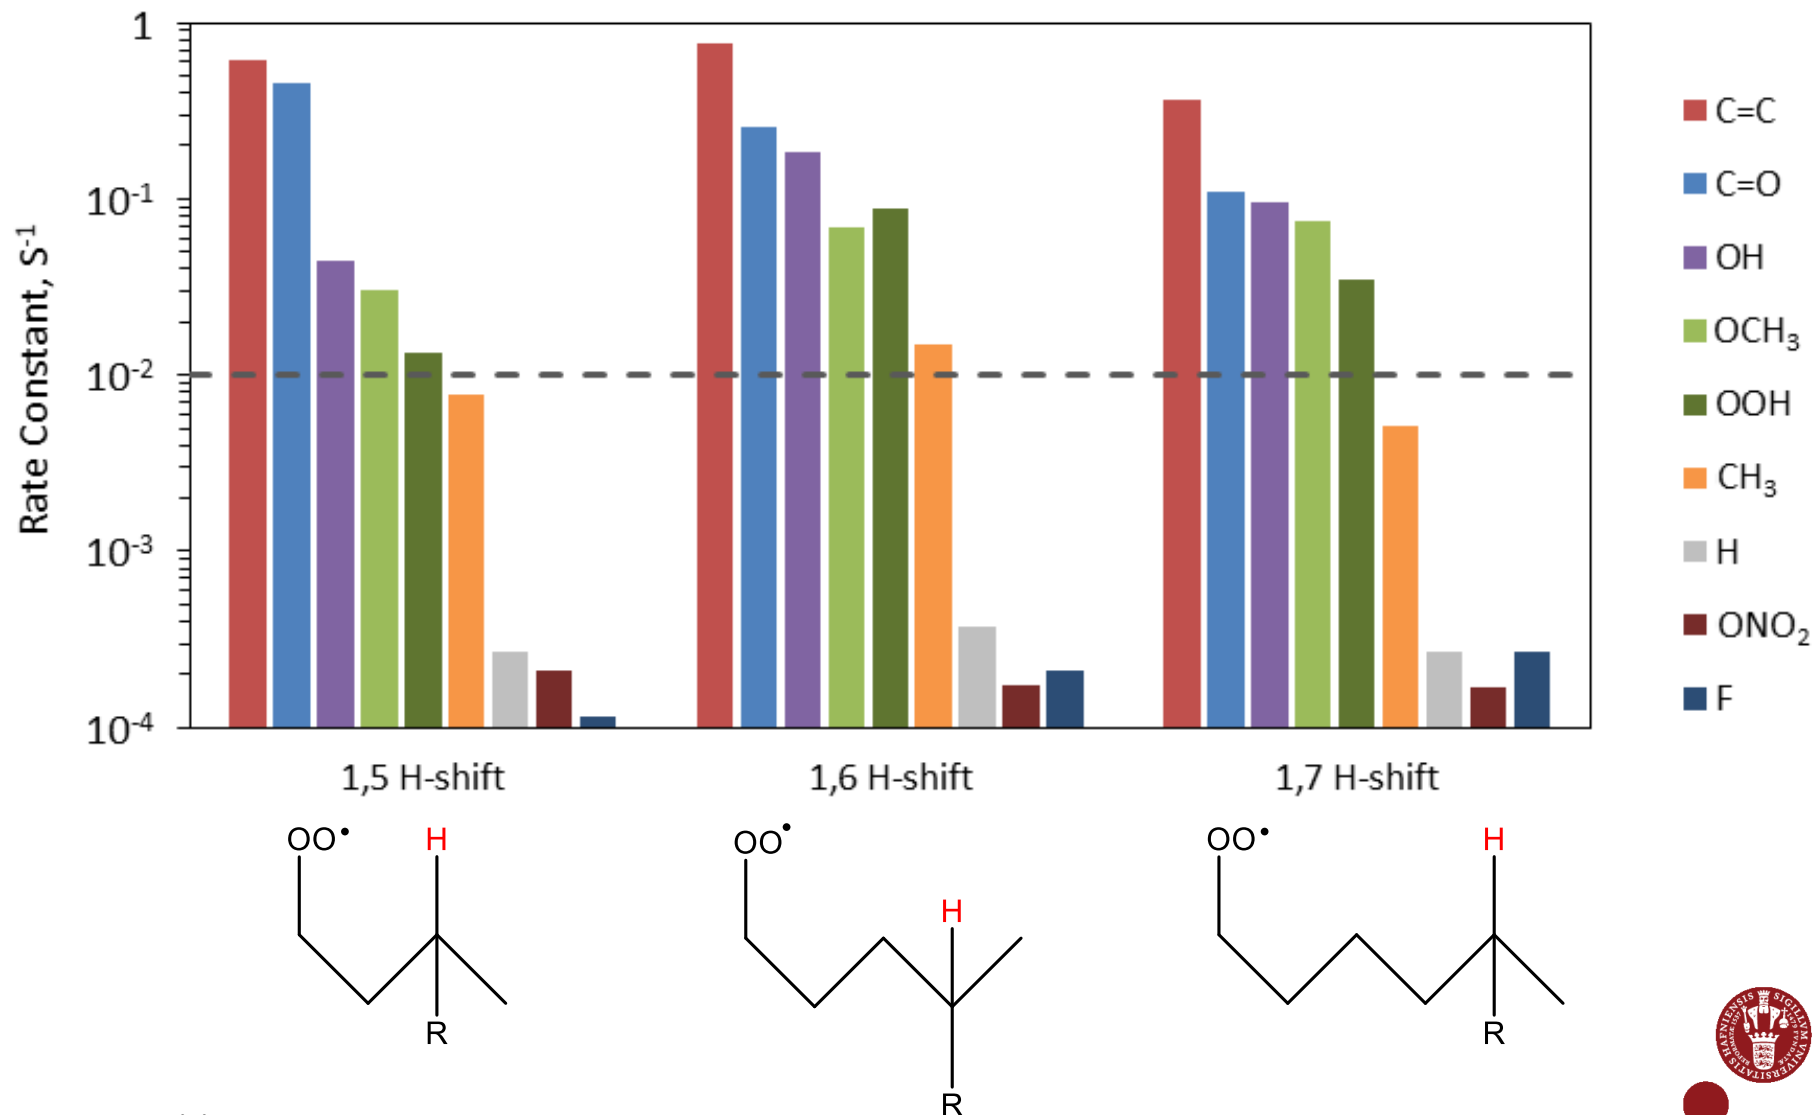 Rate Constant, S⁻¹
1
10⁻¹
10⁻²
10⁻³
10⁻⁴
C=C
C=O
OH
OCH₃
OOH
CH₃
H
ONO₂
F
1,5 H-shift
1,6 H-shift
1,7 H-shift
OO•
H
R
OO•
H
R
OO•
H
R